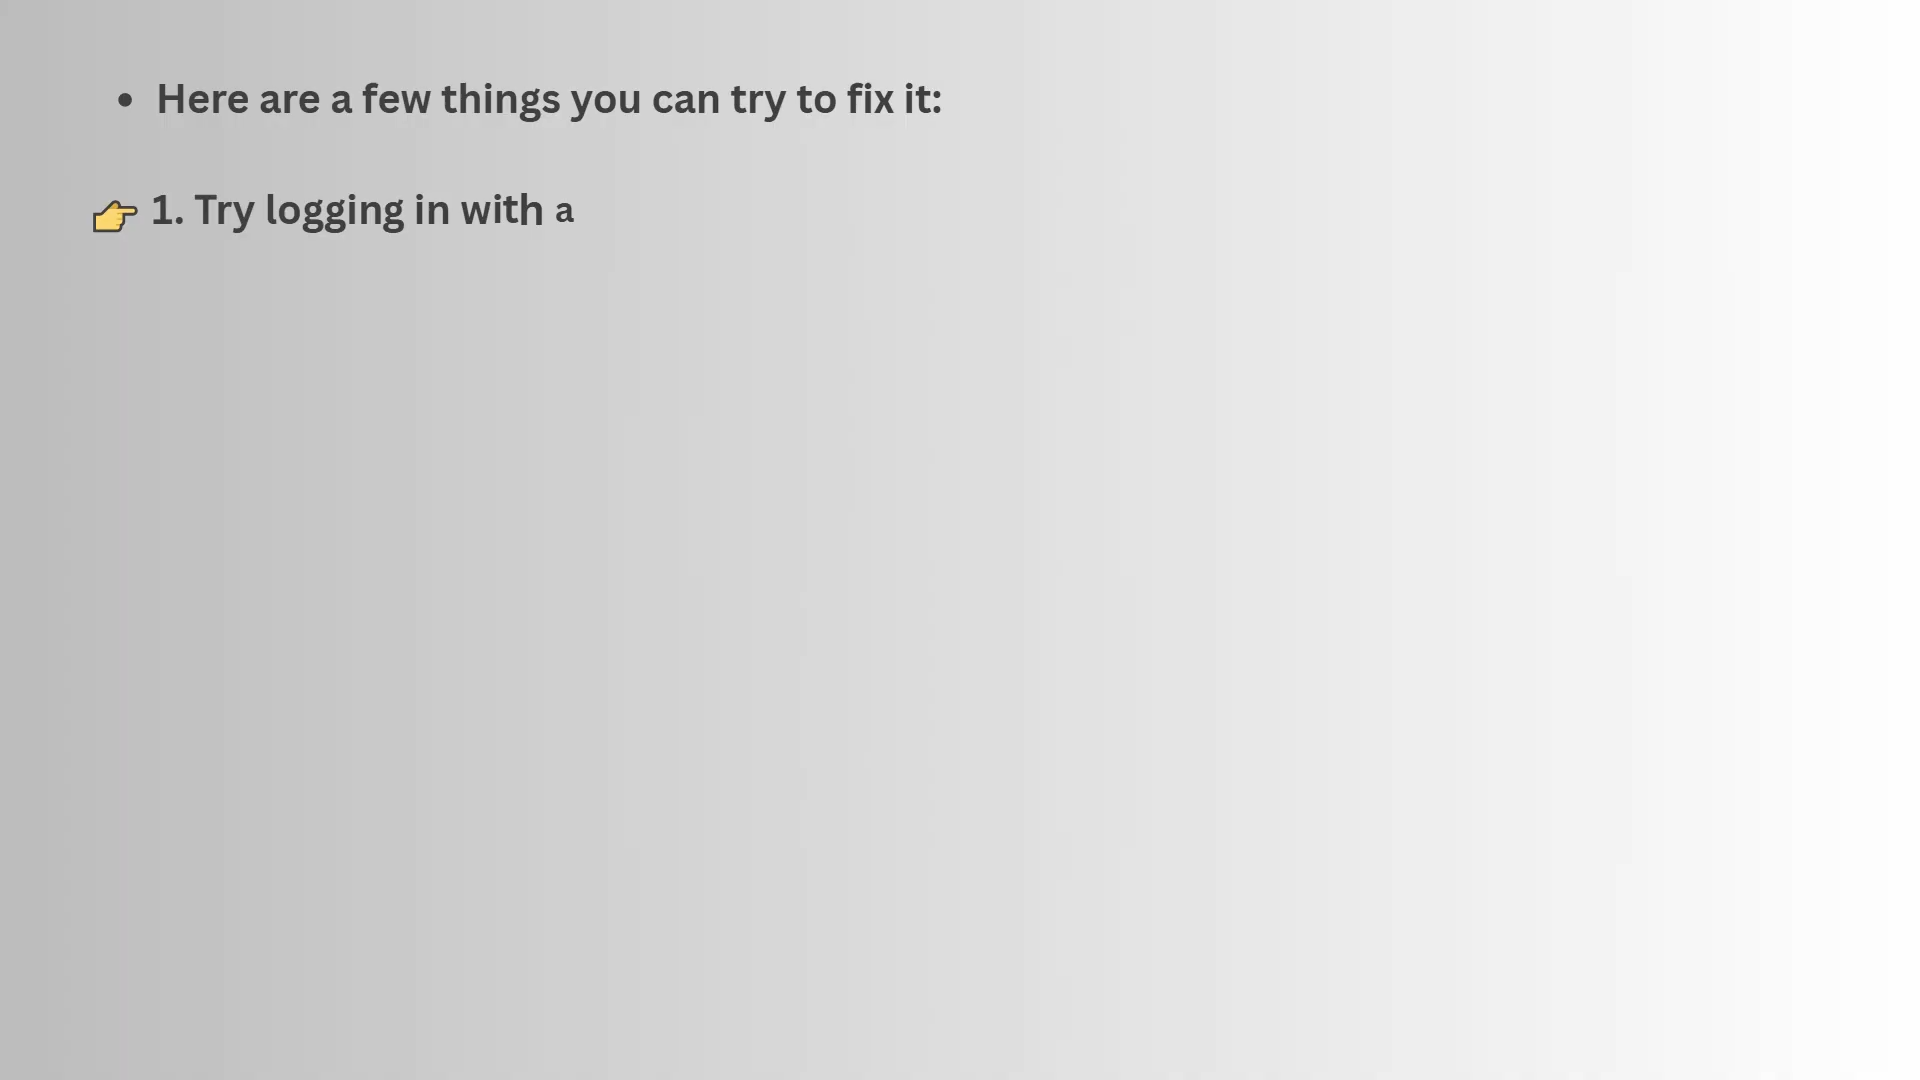 • Here are a few things you can try to fix it:
👉 1. Try logging in with a